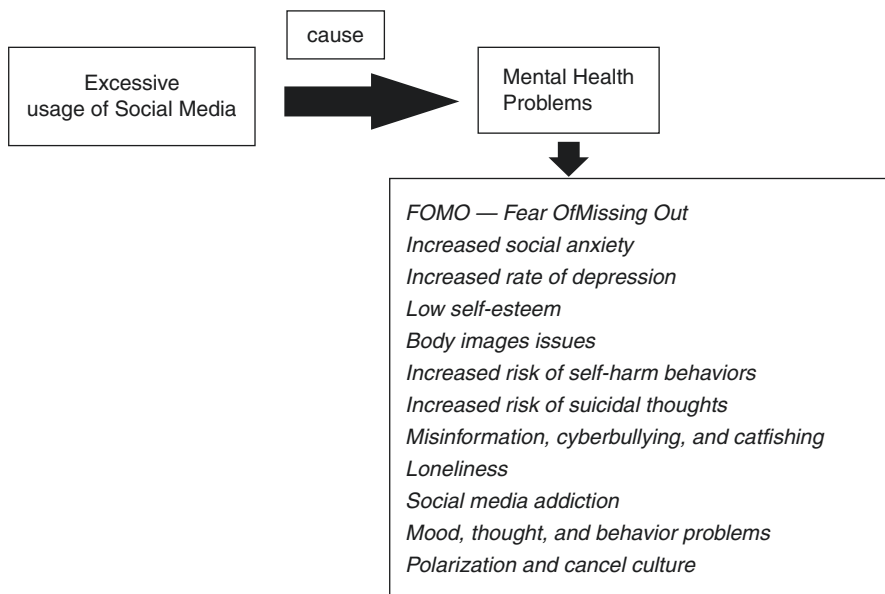 cause
Excessive
usage of Social Media
Mental Health
Problems
FOMO — Fear OfMissing Out
Increased social anxiety
Increased rate of depression
Low self-esteem
Body images issues
Increased risk of self-harm behaviors
Increased risk of suicidal thoughts
Misinformation, cyberbullying, and catfishing
Loneliness
Social media addiction
Mood, thought, and behavior problems
Polarization and cancel culture